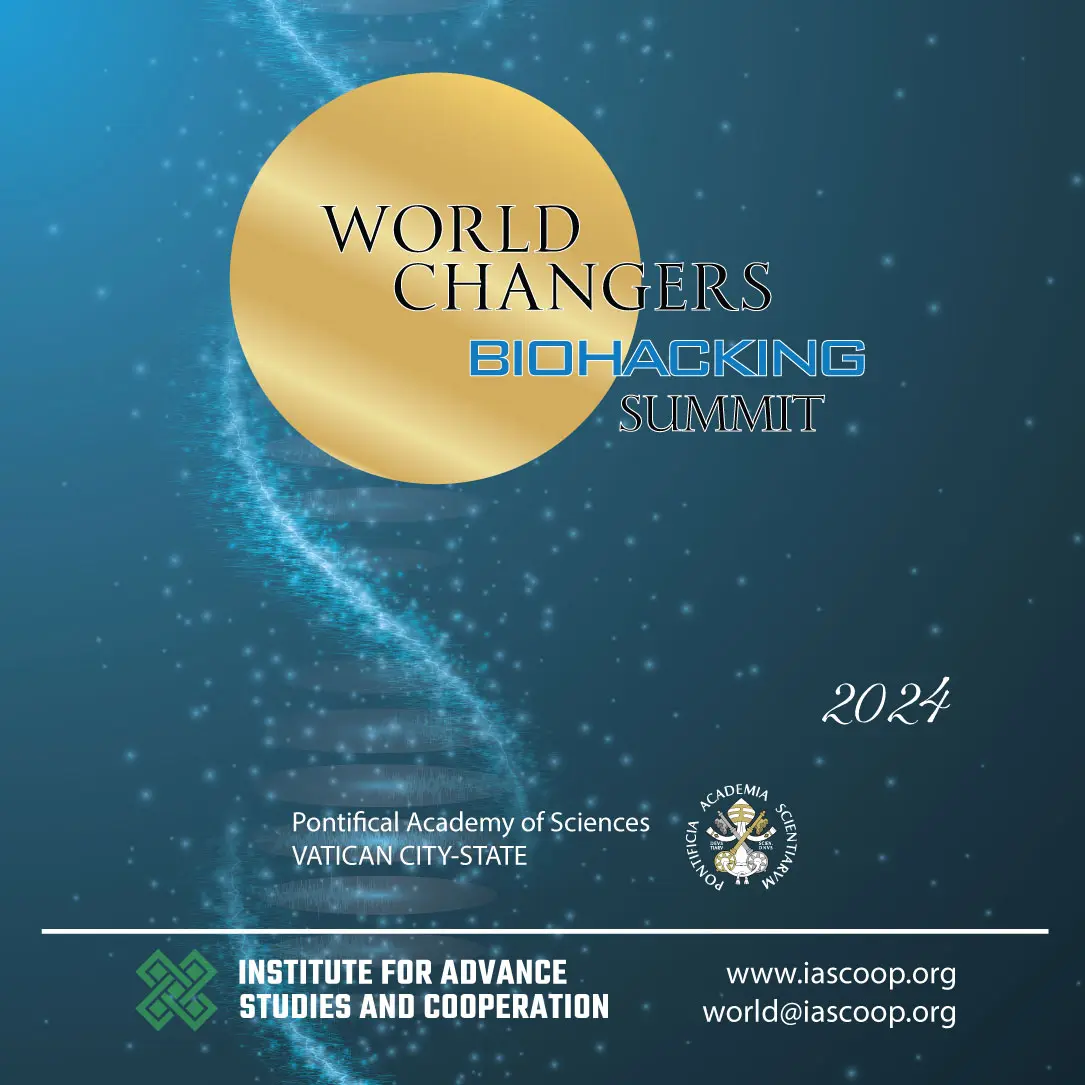 WORLD
CHANGERS
BIOHACKING
SUMMIT
2024
Pontifical Academy of Sciences
VATICAN CITY-STATE
PONTIFICIA ACADEMIA SCIENTIARVM
INSTITUTE FOR ADVANCE
STUDIES AND COOPERATION
www.iascoop.org
world@iascoop.org